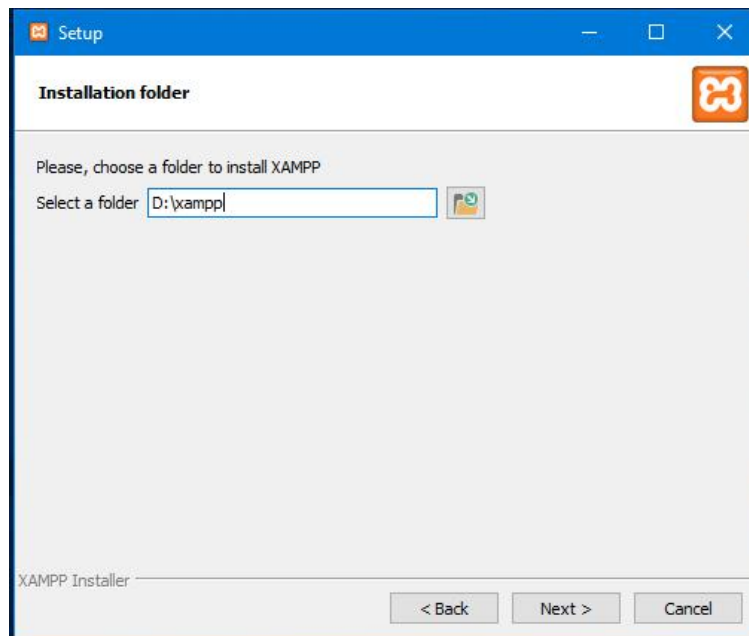 Setup
Installation folder
Please, choose a folder to install XAMPP
Select a folder D:\xampp
XAMPP Installer
< Back Next > Cancel